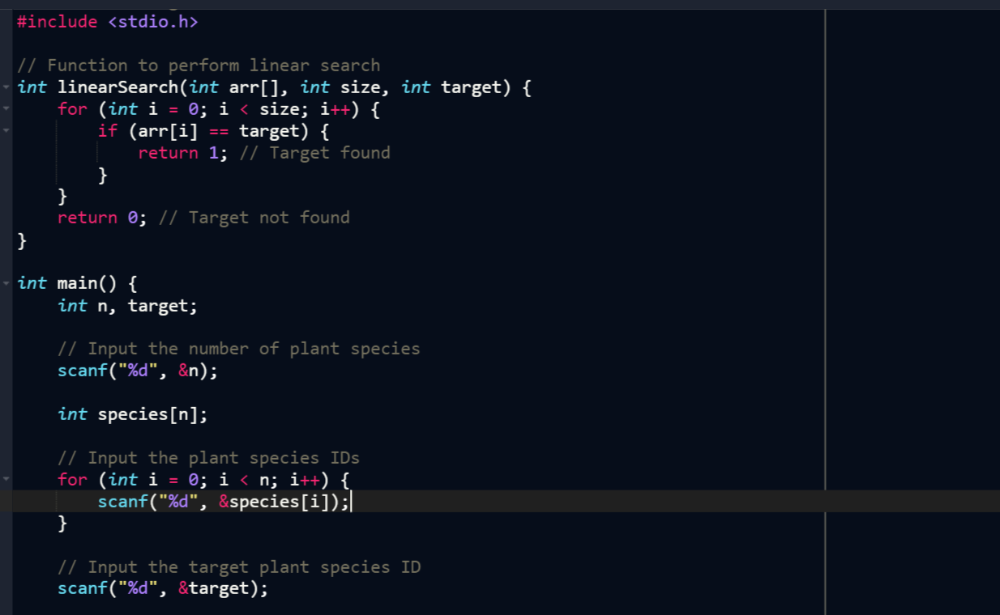 #include <stdio.h>
// Function to perform linear search
int linearSearch(int arr[], int size, int target) {
for (int i = 0; i < size; i++) {
if (arr[i] == target) {
return 1; // Target found
}
}
return 0; // Target not found
}
int main() {
int n, target;
// Input the number of plant species
scanf("%d", &n);
int species[n];
// Input the plant species IDs
for (int i = 0; i < n; i++) {
scanf("%d", &species[i]);
}
// Input the target plant species ID
scanf("%d", &target);